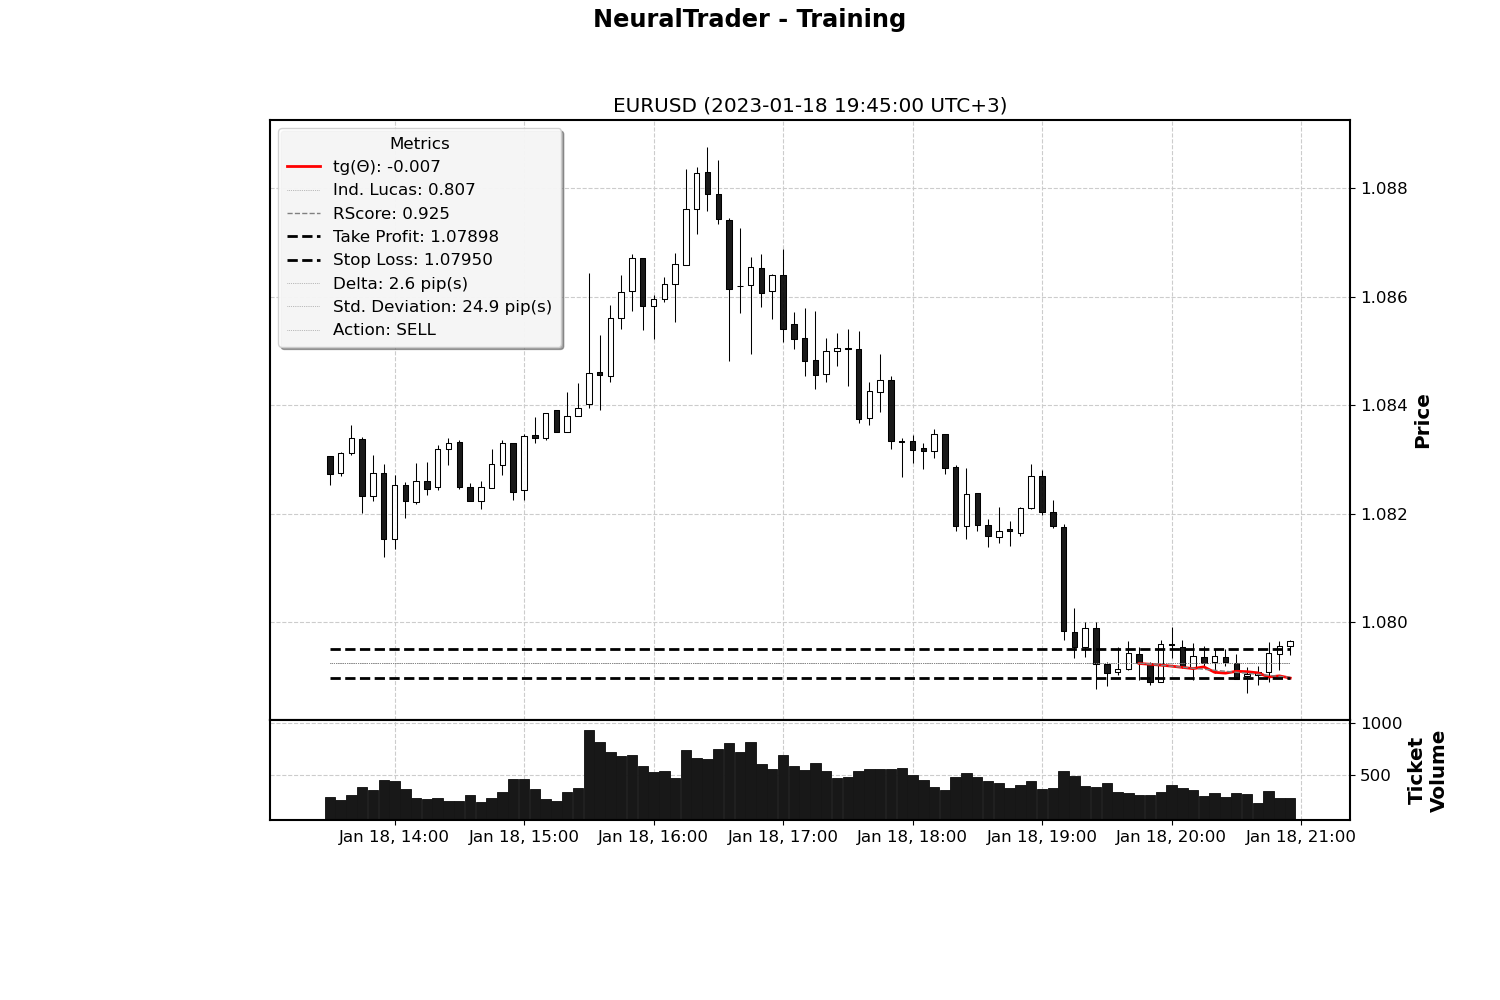 NeuralTrader - Training
EURUSD (2023-01-18 19:45:00 UTC+3)
Metrics
tg(Θ): -0.007
Ind. Lucas: 0.807
RScore: 0.925
Take Profit: 1.07898
Stop Loss: 1.07950
Delta: 2.6 pip(s)
Std. Deviation: 24.9 pip(s)
Action: SELL
1.088
1.086
1.084
1.082
1.080
Price
1000
500
Ticket
Volume
Jan 18, 14:00
Jan 18, 15:00
Jan 18, 16:00
Jan 18, 17:00
Jan 18, 18:00
Jan 18, 19:00
Jan 18, 20:00
Jan 18, 21:00